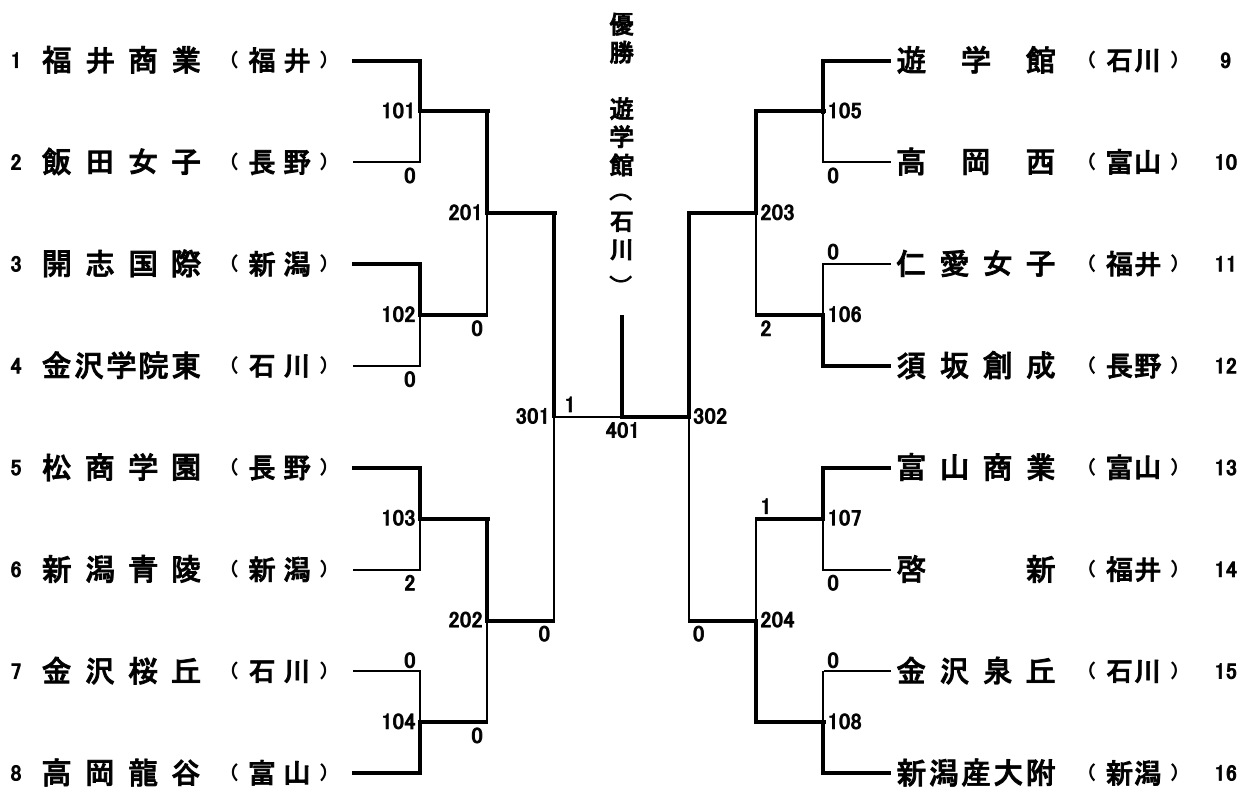 優勝 遊学館（石川）
1 福井商業 （福井）
101
2 飯田女子 （長野）
0
201
3 開志国際 （新潟）
102
0
4 金沢学院東 （石川）
0
301
1
401
5 松商学園 （長野）
103
6 新潟青陵 （新潟）
2
202
0
7 金沢桜丘 （石川）
0
104
0
8 高岡龍谷 （富山）
遊学館 （石川） 9
105
高岡西 （富山） 10
0
203
0
仁愛女子 （福井） 11
106
2
須坂創成 （長野） 12
302
富山商業 （富山） 13
1
107
啓新 （福井） 14
0
204
0
0
金沢泉丘 （石川） 15
108
新潟産大附 （新潟） 16